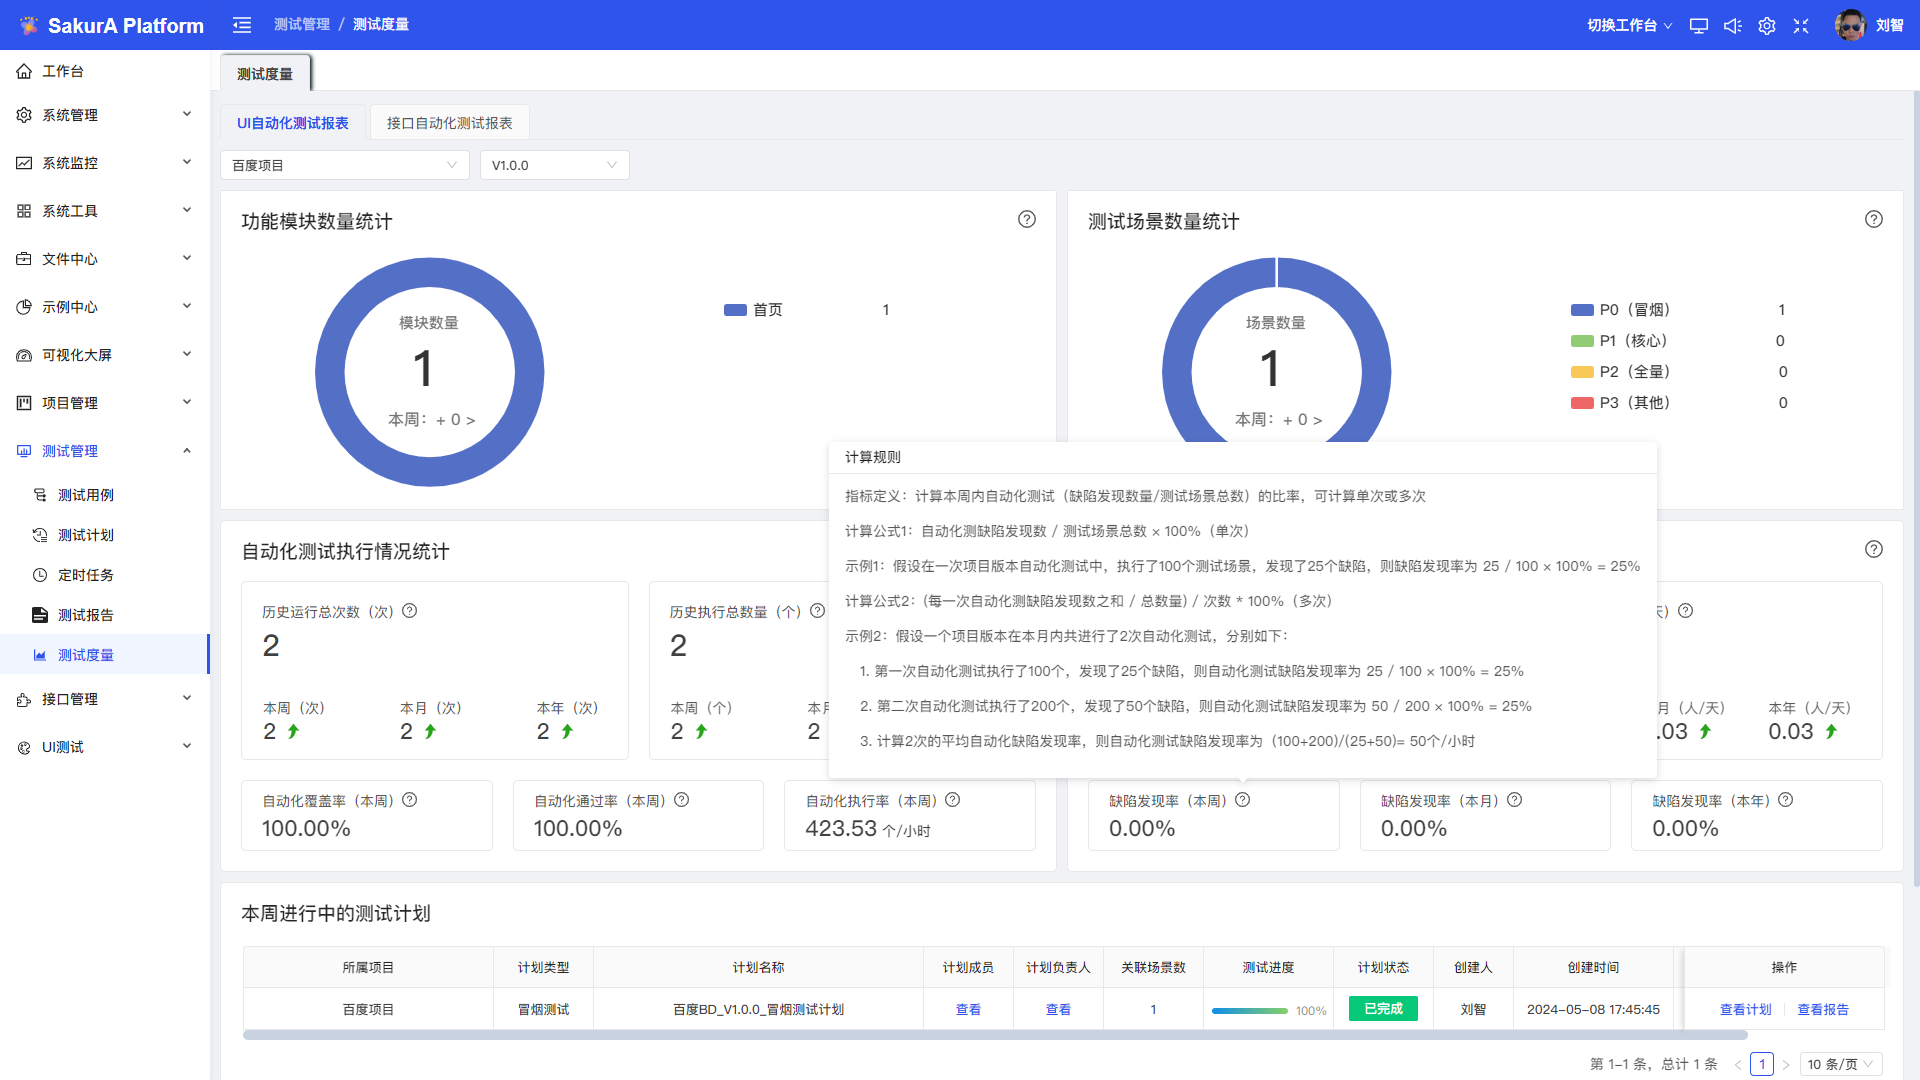 SakurA Platform
测试管理 / 测试度量
切换工作台
刘智
工作台
系统管理
系统监控
系统工具
文件中心
示例中心
可视化大屏
项目管理
测试管理
测试用例
测试计划
定时任务
测试报告
测试度量
接口管理
UI测试
测试度量
UI自动化测试报表
接口自动化测试报表
百度项目
V1.0.0
功能模块数量统计
模块数量
1
本周: + 0 >
首页 1
测试场景数量统计
场景数量
1
本周: + 0 >
P0（冒烟） 1
P1（核心） 0
P2（全量） 0
P3（其他） 0
计算规则
指标定义：计算本周内自动化测试（缺陷发现数量/测试场景总数）的比率，可计算单次或多次
计算公式1：自动化测缺陷发现数 / 测试场景总数 × 100%（单次）
示例1：假设在一次项目版本自动化测试中，执行了100个测试场景，发现了25个缺陷，则缺陷发现率为 25 / 100 × 100% = 25%
计算公式2：(每一次自动化测缺陷发现数之和 / 总数量) / 次数 * 100%（多次）
示例2：假设一个项目版本在本月内共进行了2次自动化测试，分别如下：
1. 第一次自动化测试执行了100个，发现了25个缺陷，则自动化测试缺陷发现率为 25 / 100 × 100% = 25%
2. 第二次自动化测试执行了200个，发现了50个缺陷，则自动化测试缺陷发现率为 50 / 200 × 100% = 25%
3. 计算2次的平均自动化缺陷发现率，则自动化测试缺陷发现率为（100+200)/(25+50)= 50个/小时
自动化测试执行情况统计
历史运行总次数（次）
2
本周（次） 本月（次） 本年（次）
2 2 2
历史执行总数量（个）
2
本周（个） 本月
2 2
）
月（人/天） 本年（人/天）
.03 0.03
自动化覆盖率（本周）
100.00%
自动化通过率（本周）
100.00%
自动化执行率（本周）
423.53 个/小时
缺陷发现率（本周）
0.00%
缺陷发现率（本月）
0.00%
缺陷发现率（本年）
0.00%
本周进行中的测试计划
所属项目 计划类型 计划名称 计划成员 计划负责人 关联场景数 测试进度 计划状态 创建人 创建时间 操作
百度项目 冒烟测试 百度BD_V1.0.0_冒烟测试计划 查看 查看 1 100% 已完成 刘智 2024-05-08 17:45:45 查看计划 查看报告
第 1-1 条，总计 1 条 < 1 > 10 条/页